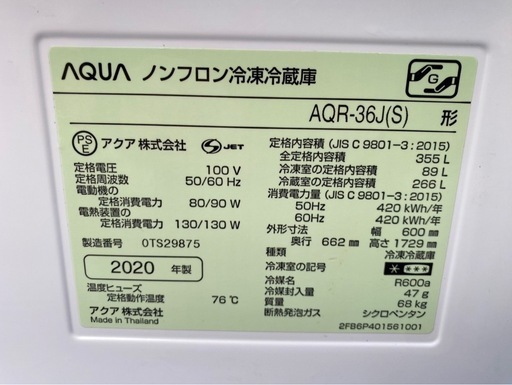 AQUA ノンフロン冷凍冷蔵庫
G
AQR-36J(S) 形
PS
E
アクア 株式会社
S JET
定格電圧 100 V
定格周波数 50/60 Hz
電動機の
定格消費電力 80/90 W
電熱装置の
定格消費電力 130/130 W
製造番号 0TS29875
2020 年製
温度ヒューズ
定格動作温度 76℃
アクア 株式会社
Made in Thailand
定格内容積 (JIS C 9801-3 : 2015)
全定格内容積 355 L
冷凍室の定格内容積 89 L
冷蔵室の定格内容積 266 L
消費電力量 (JIS C 9801-3 : 2015)
50Hz 420 kWh/年
60Hz 420 kWh/年
外形寸法 幅 600 ㎜
奥行 662 ㎜ 高さ 1729 ㎜
種類 冷凍冷蔵庫
冷凍室の記号 * ***
冷媒名 R600a
冷媒封入量 47 g
質量 68 kg
断熱発泡ガス シクロペンタン
2FB6P401561001